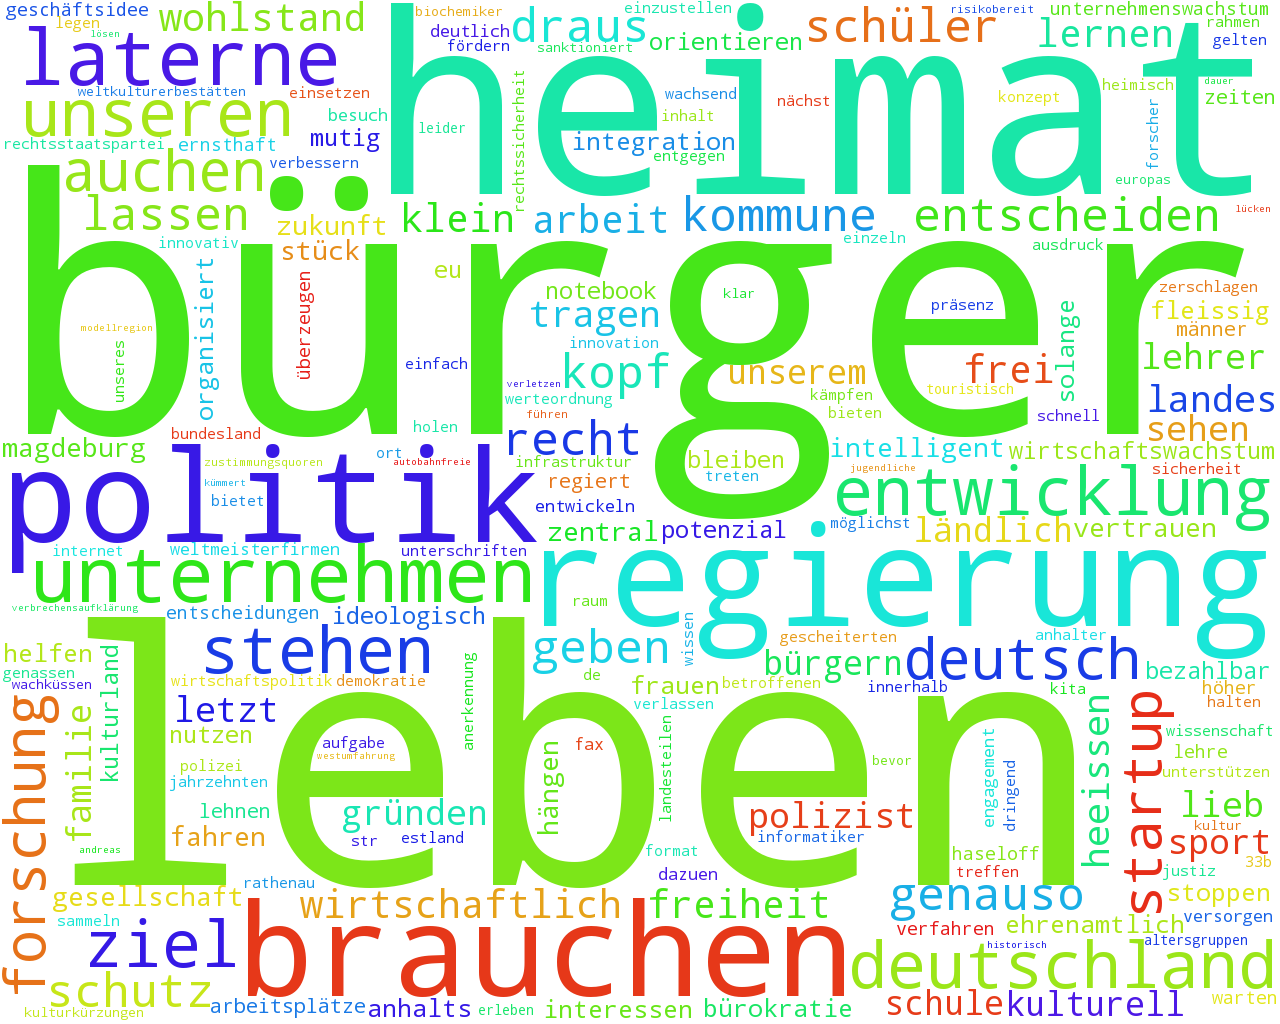 geschäftsidee
wohlstand
biochemiker
draus
einzustellen
schüler
risikobereit
unternehmenswachstum
legen
lösen
deutlich
fördern
sanktioniert
orientieren
lernen
rahmen
gelten
laterne
heimat
weltkulturerbestätten
einsetzen
wachsend
nächst
konzept
heimisch
dauer
zeiten
unseren
besuch
leider
rechtssicherheit
inhalt
forscher
rechtsstaatspartei
ernsthaft
mutig
integration
verbessern
entgegen
auchen
europas
lassen
zukunft
klein
arbeit
kommune
entscheiden
lücken
innovativ
stück
einzeln
ausdruck
bürger
organisiert
überzeugen
eu
notebook
klar
präsenz
solange
zerschlagen
fleissig
modellregion
unseres
tragen
männer
innovation
einfach
kopf
unserem
frei
lehrer
verletzen
werteordnung
kämpfen
touristisch
landes
führen
bieten
schnell
magdeburg
bundesland
holen
recht
sehen
politik
zustimmungsquoren
ort
autobahnfreie
infrastruktur
bleiben
intelligent
wirtschaftswachstum
kümmert
regiert
treten
jugendliche
sicherheit
bietet
entwickeln
entwicklung
zentral
potenzial
möglichst
ländlich
vertrauen
internet
weltmeisterfirmen
unterschriften
unternehmen
regierung
verbrechensaufklärung
entscheidungen
ideologisch
raum
wissen
gescheiterten
anhalter
helfen
stehen
geben
bürgern
deutsch
bezahlbar
genassen
wachküssen
kulturland
wirtschaftspolitik
demokratie
anerkennung
de
frauen
betroffenen
innerhalb
kita
höher
halten
forschung
familie
letzt
verlassen
leben
nutzen
aufgabe
westumfahrung
fax
landesteilen
heeissen
startup
wissenschaft
polizei
jahrzehnten
hängen
bevor
engagement
dringend
lehre
unterstützen
lehnen
gründen
polizist
lieb
fahren
str
estland
informatiker
kultur
sport
andreas
format
haseloff
33b
rathenau
dazuen
treffen
justiz
gesellschaft
wirtschaftlich
freiheit
genauso
stoppen
sammeln
brauchen
verfahren
ehrenamtlich
versorgen
ziel
historisch
altersgruppen
deutschland
schutz
kulturkürzungen
arbeitsplätze
anhalts
erleben
interessen
bürokratie
schule
kulturell
warten